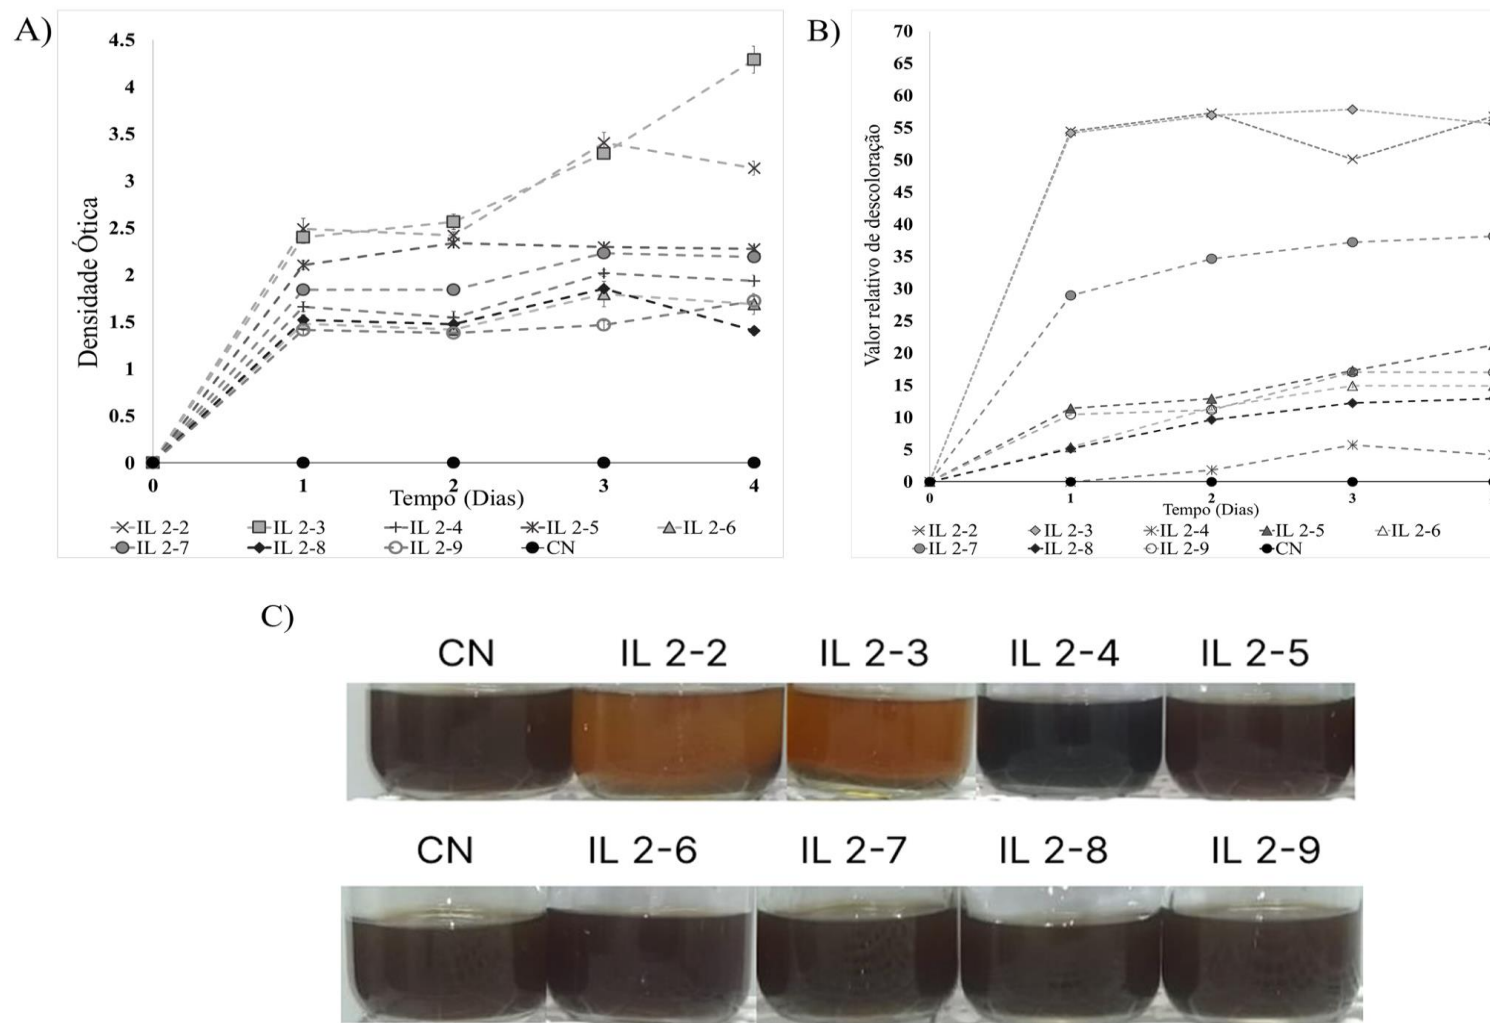 A)
4.5
4
3.5
3
2.5
2
1.5
1
0.5
0
Densidade Ótica
0 1 2 3 4
Tempo (Dias)
IL 2-2 IL 2-3 IL 2-4 IL 2-5 IL 2-6
IL 2-7 IL 2-8 IL 2-9 CN
B)
70
65
60
55
50
45
40
35
30
25
20
15
10
5
0
Valor relativo de descoloração
0 1 2 3
Tempo (Dias)
IL 2-2 IL 2-3 IL 2-4 IL 2-5 IL 2-6
IL 2-7 IL 2-8 IL 2-9 CN
C)
CN IL 2-2 IL 2-3 IL 2-4 IL 2-5
CN IL 2-6 IL 2-7 IL 2-8 IL 2-9